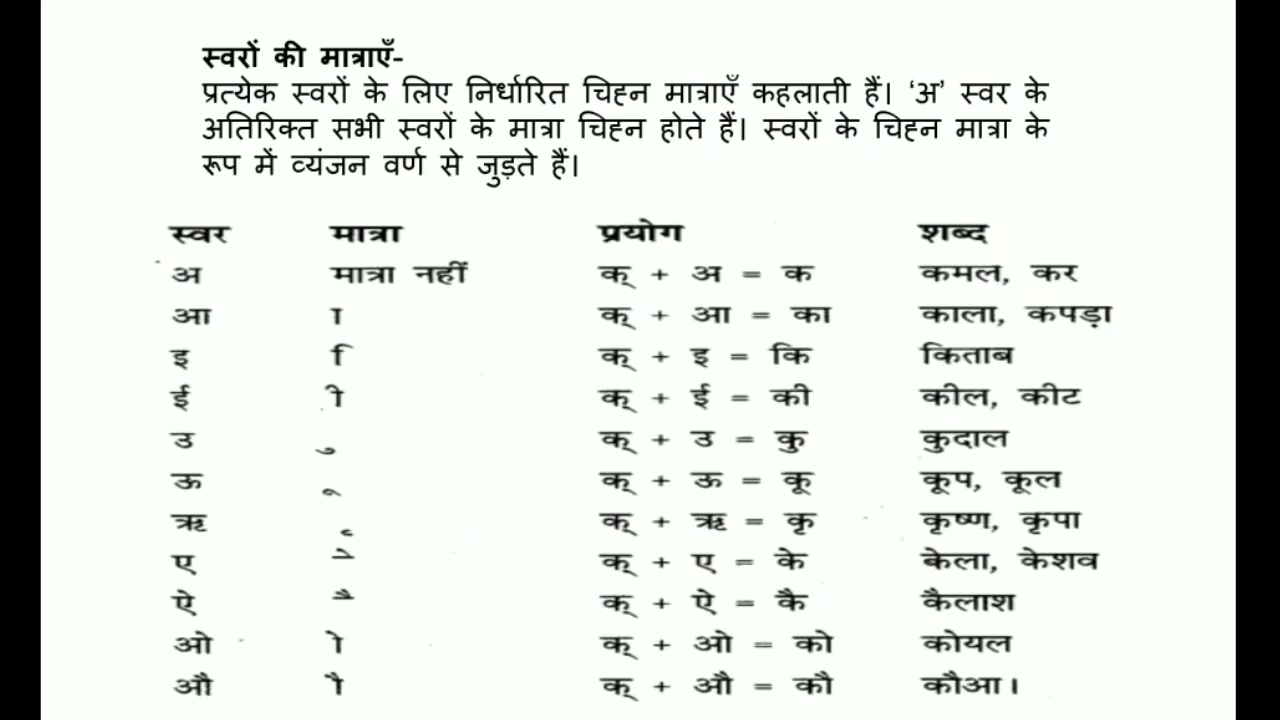 स्वरों की मात्राएँ-
प्रत्येक स्वरों के लिए निर्धारित चिह्न मात्राएँ कहलाती हैं। ‘अ’ स्वर के
अतिरिक्त सभी स्वरों के मात्रा चिह्न होते हैं। स्वरों के चिह्न मात्रा के
रूप में व्यंजन वर्ण से जुड़ते हैं।
स्वर मात्रा प्रयोग शब्द
अ मात्रा नहीं क् + अ = क कमल, कर
आ ा क् + आ = का काला, कपड़ा
इ ि क् + इ = कि किताब
ई ी क् + ई = की कील, कीट
उ ु क् + उ = कु कुदाल
ऊ ू क् + ऊ = कू कूप, कूल
ऋ ृ क् + ऋ = कृ कृष्ण, कृपा
ए े क् + ए = के केला, केशव
ऐ ै क् + ऐ = कै कैलाश
ओ ो क् + ओ = को कोयल
औ ौ क् + औ = कौ कौआ।